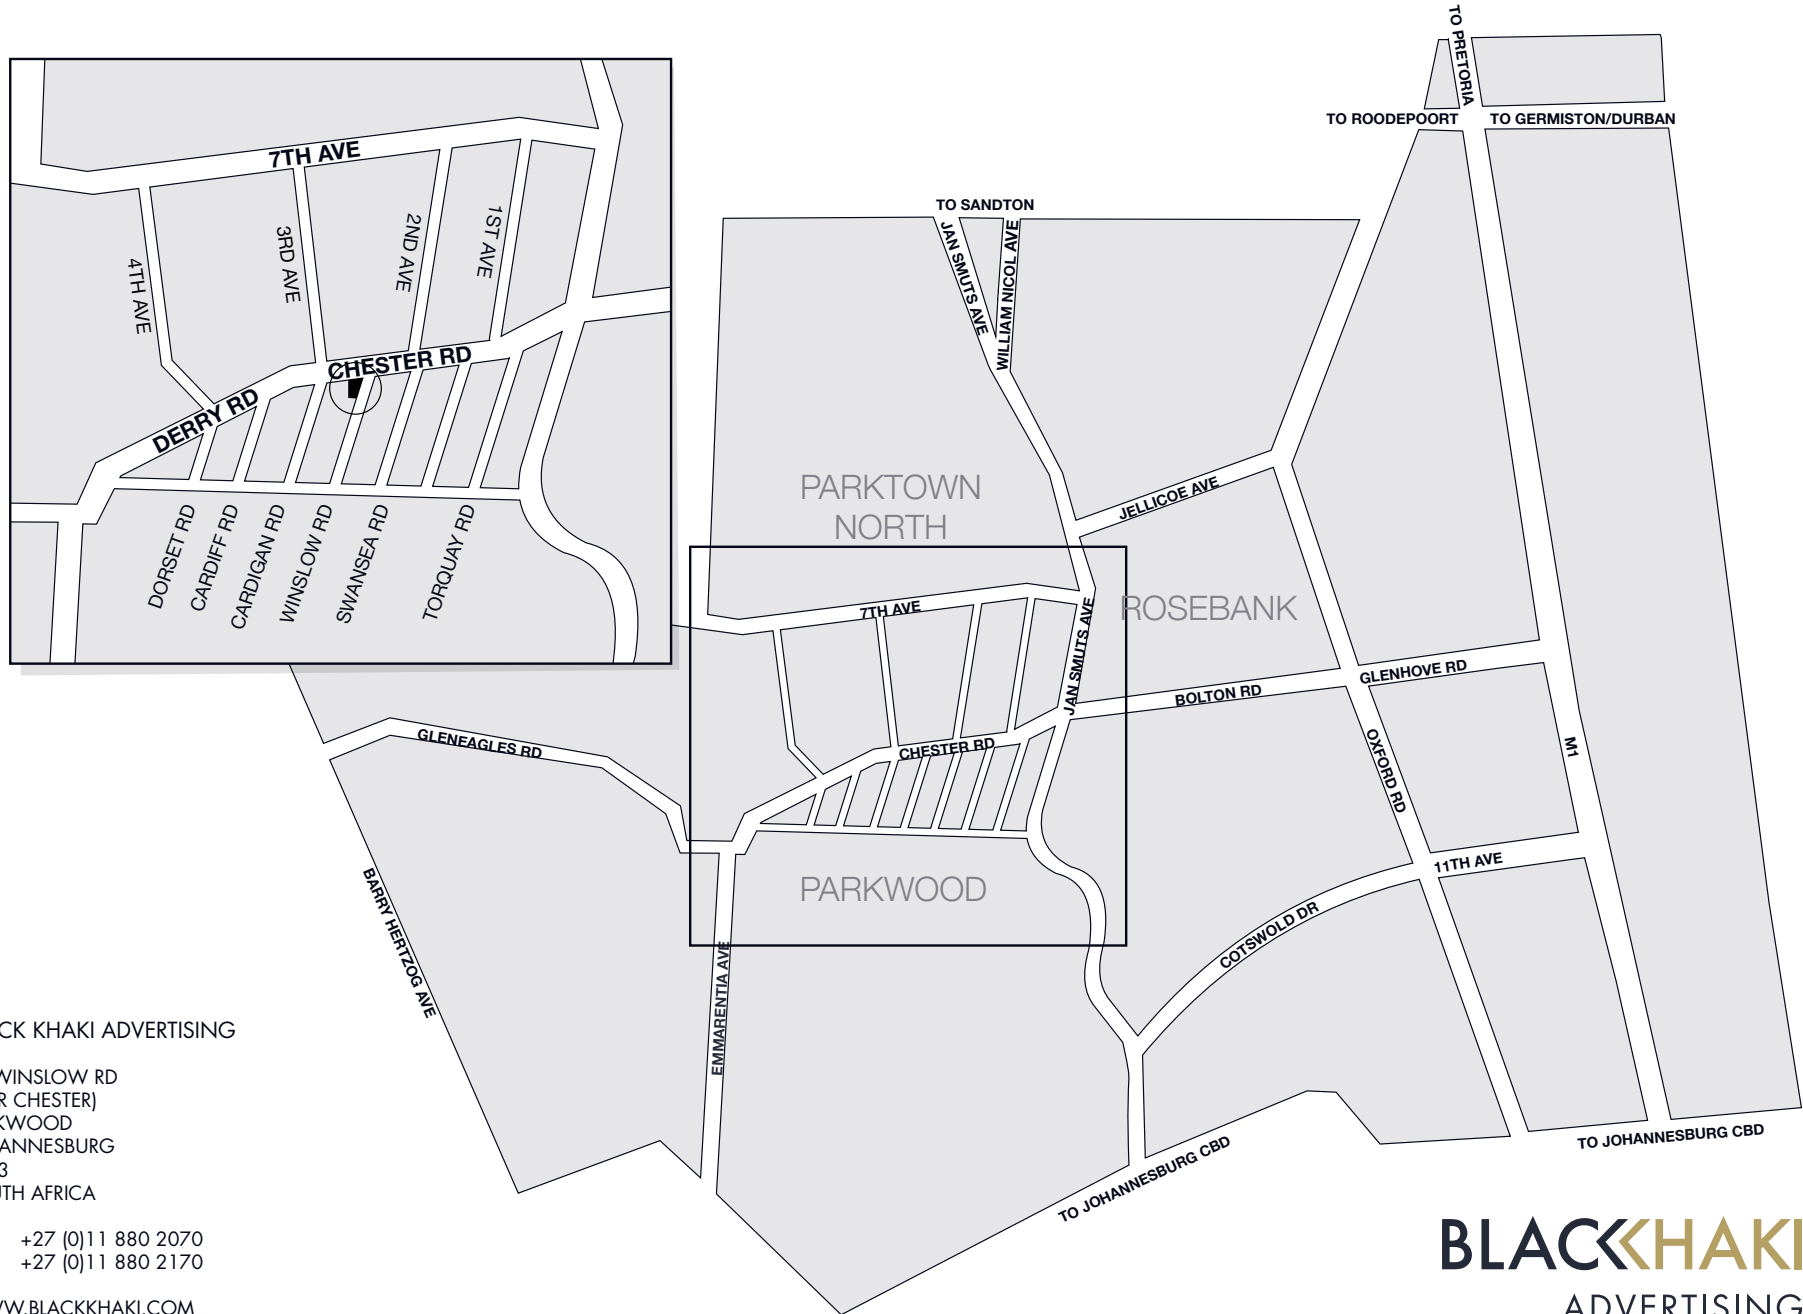 TO PRETORIA
TO ROODEPOORT
TO GERMISTON/DURBAN
7TH AVE
4TH AVE
3RD AVE
2ND AVE
1ST AVE
CHESTER RD
DERRY RD
DORSET RD
CARDIFF RD
CARDIGAN RD
WINSLOW RD
SWANSEA RD
TORQUAY RD
TO SANDTON
JAN SMUTS AVE
WILLIAM NICOL AVE
PARKTOWN
NORTH
JELLICOE AVE
ROSEBANK
7TH AVE
JAN SMUTS AVE
BOLTON RD
GLENHOVE RD
GLENEAGLES RD
CHESTER RD
OXFORD RD
M1
PARKWOOD
11TH AVE
COTSWOLD DR
BARRY HERTZOG AVE
EMMARENTIA AVE
TO JOHANNESBURG CBD
TO JOHANNESBURG CBD
CK KHAKI ADVERTISING
WINSLOW RD
R CHESTER)
KWOOD
ANNESBURG
3
UTH AFRICA
+27 (0)11 880 2070
+27 (0)11 880 2170
WW.BLACKKHAKI.COM
BLACKKHAKI
ADVERTISING